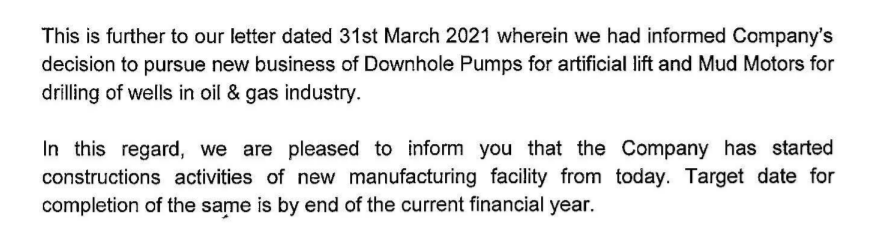 This is further to our letter dated 31st March 2021 wherein we had informed Company's
decision to pursue new business of Downhole Pumps for artificial lift and Mud Motors for
drilling of wells in oil & gas industry.
In this regard, we are pleased to inform you that the Company has started
constructions activities of new manufacturing facility from today. Target date for
completion of the same is by end of the current financial year.